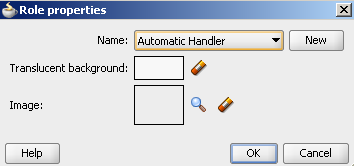 Role properties
Name: Automatic Handler New
Translucent background:
Image:
Help OK Cancel